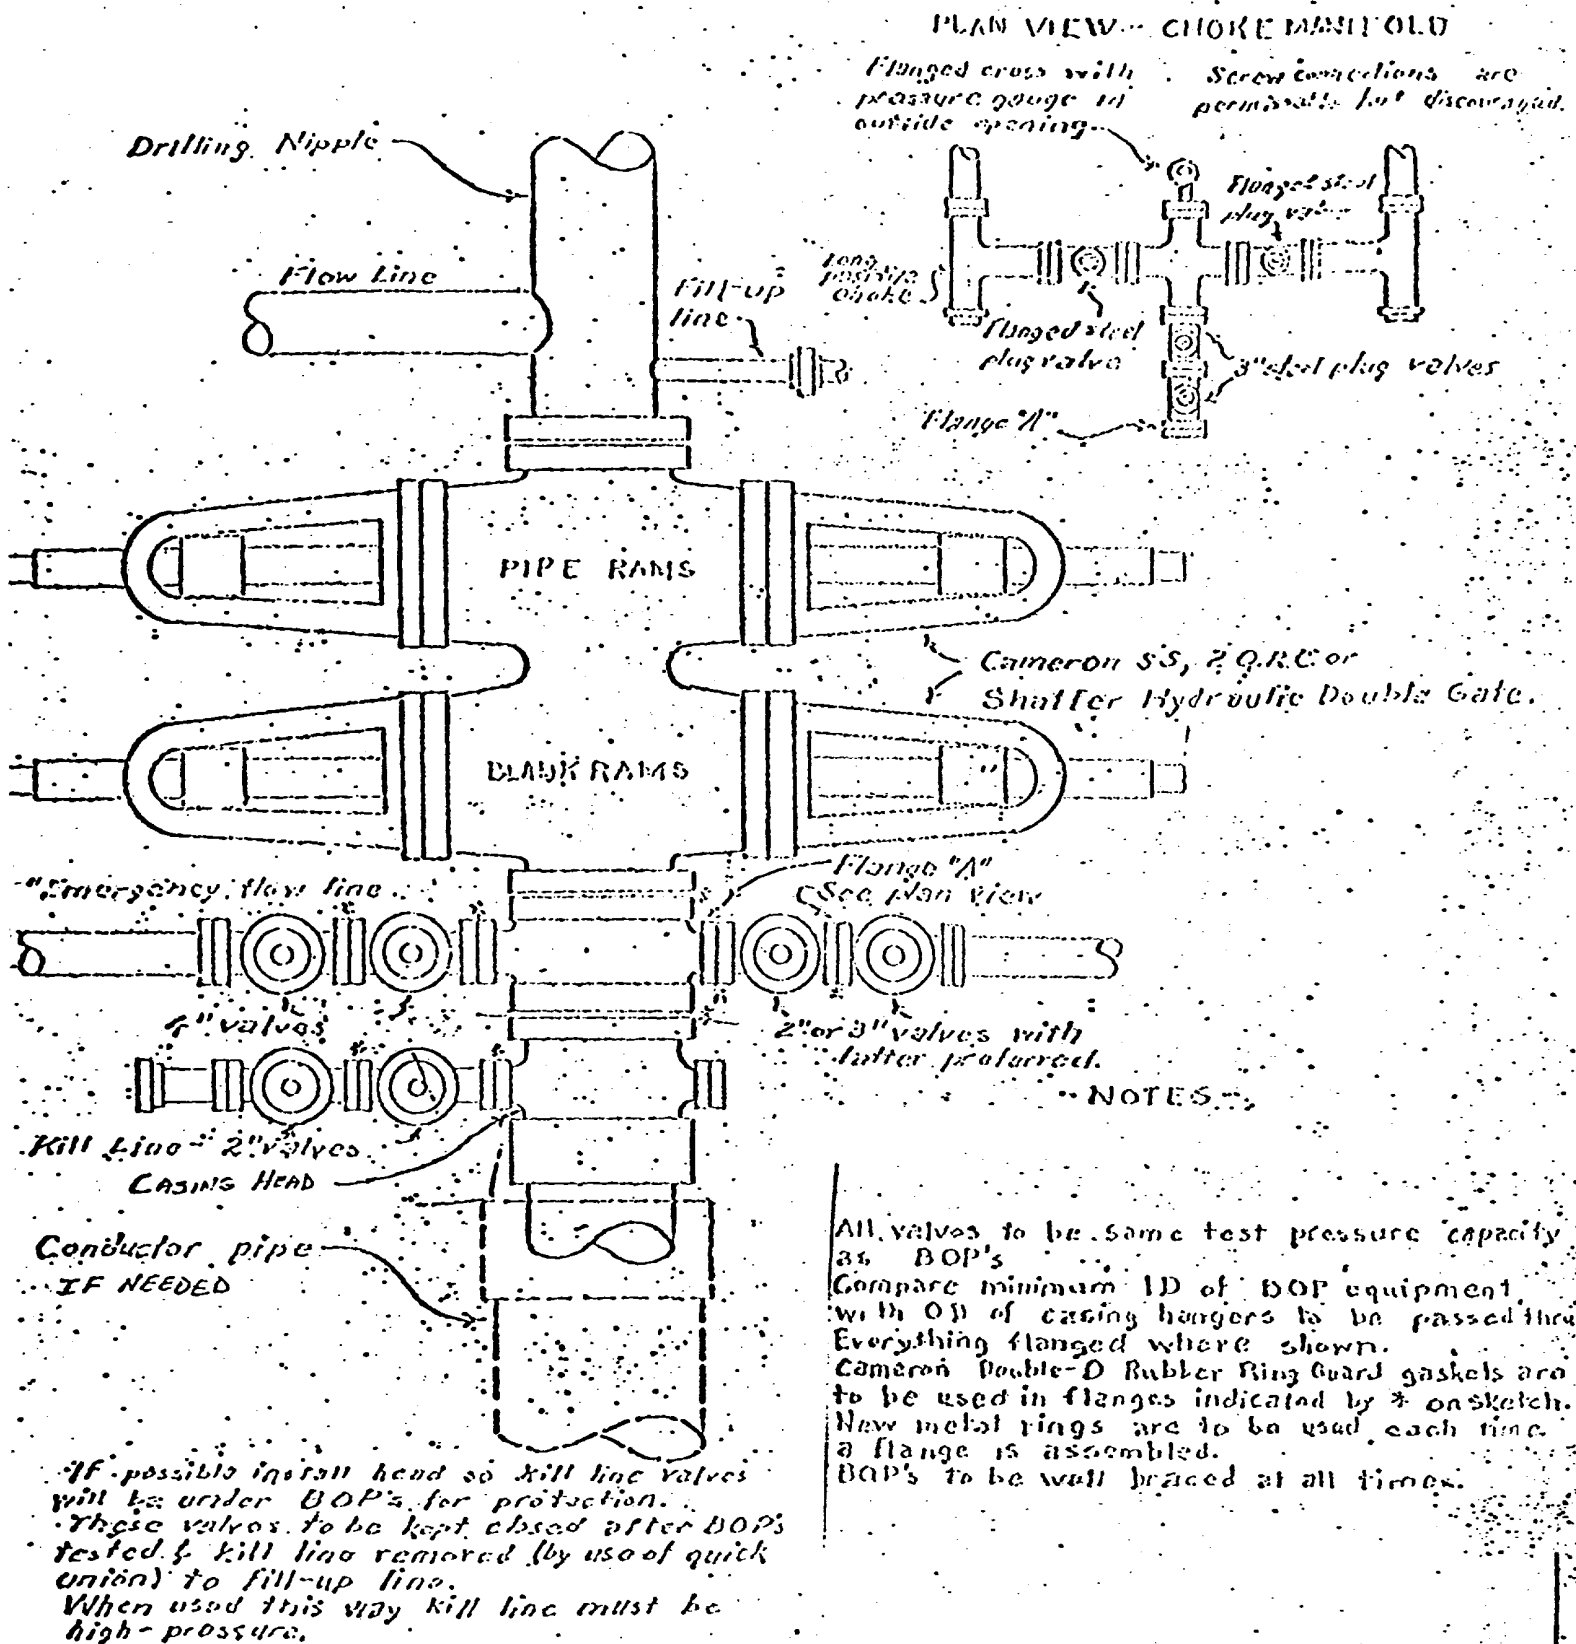 PLAN VIEW - CHOKE MANIFOLD
Flanged cross with
pressure gauge in
outside opening.
Screw connections are
permissable but discouraged.
Drilling Nipple
Flanged steel
plug valve
Flow Line
Fill-up
line
Long
choke
Flanged steel
plug valve
3" steel plug valves
Flange "A"
PIPE RAMS
Cameron SS, 2 Q.R.C. or
Shaffer Hydraulic Double Gate.
BLANK RAMS
Flange "A"
See plan view
"Emergency flow line
4" valves
2" or 3" valves with
latter preferred.
NOTES
Kill Line - 2" valves
CASING HEAD
Conductor pipe
IF NEEDED
All valves to be same test pressure capacity
as BOP's
Compare minimum ID of BOP equipment
with OD of casing hangers to be passed thru
Everything flanged where shown.
Cameron Double-O Rubber Ring Guard gaskets are
to be used in flanges indicated by * on sketch.
New metal rings are to be used each time
a flange is assembled.
BOP's to be well braced at all times.
If possible install head so kill line valves
will be under BOP's for protection.
These valves to be kept closed after BOP's
tested & kill line removed (by use of quick
union) to fill-up line.
When used this way kill line must be
high-pressure.